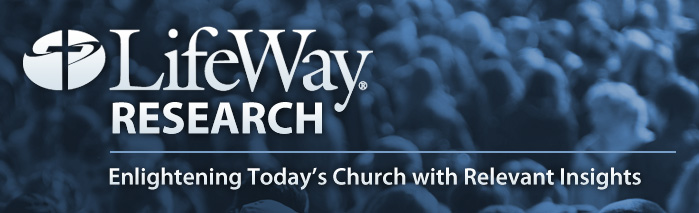 LifeWay®
RESEARCH
Enlightening Today's Church with Relevant Insights